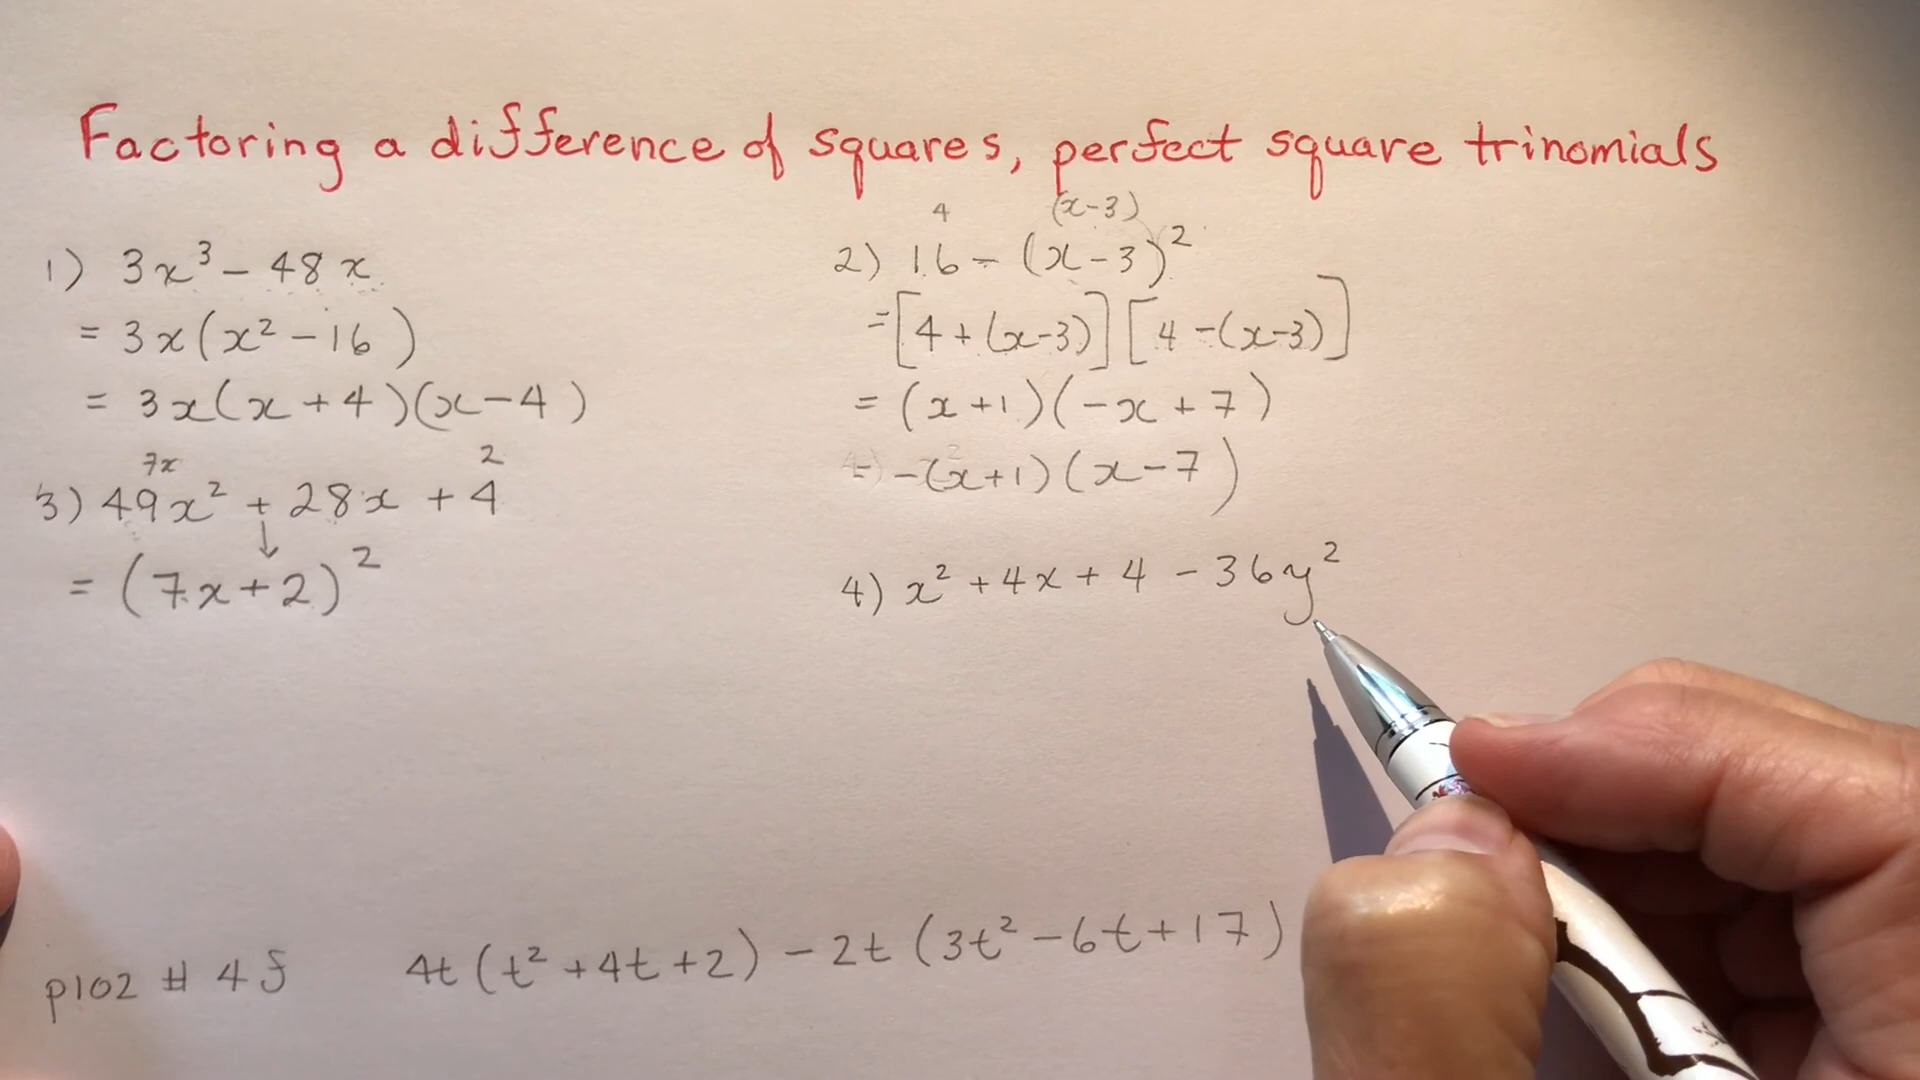 Factoring a difference of squares, perfect square trinomials
1) 3x³ - 48x
= 3x(x² - 16)
= 3x(x + 4)(x - 4)
4 (x-3)
2) 16 - (x - 3)²
= [4 + (x-3)] [4 - (x-3)]
= (x + 1)(-x + 7)
= -(x+1)(x-7)
7x 2
3) 49x² + 28x + 4
↓
= (7x+2)²
4) x² + 4x + 4 - 36y²
p102 # 4f 4t(t² + 4t + 2) - 2t(3t² - 6t + 17)